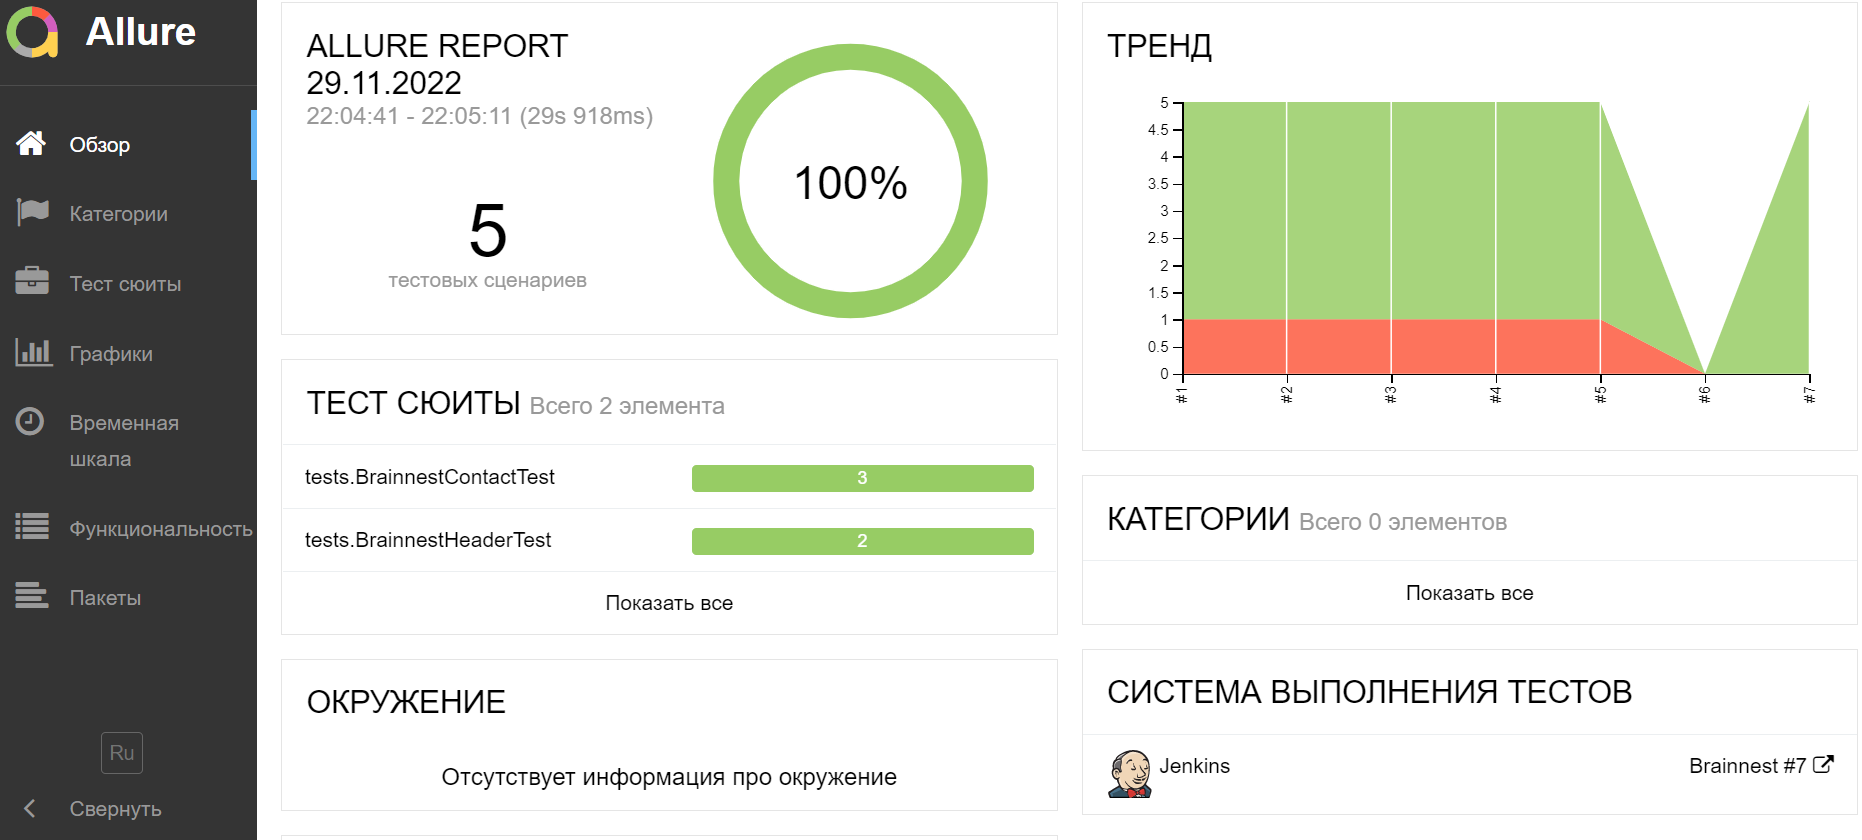 Allure
Обзор
Категории
Тест сюиты
Графики
Временная
шкала
Функциональность
Пакеты
Ru
Свернуть
ALLURE REPORT
29.11.2022
22:04:41 - 22:05:11 (29s 918ms)
5
тестовых сценариев
100%
ТЕСТ СЮИТЫ Всего 2 элемента
tests.BrainnestContactTest 3
tests.BrainnestHeaderTest 2
Показать все
ОКРУЖЕНИЕ
Отсутствует информация про окружение
ТРЕНД
5
4.5
4
3.5
3
2.5
2
1.5
1
0.5
0
#1 #2 #3 #4 #5 #6 #7
КАТЕГОРИИ Всего 0 элементов
Показать все
СИСТЕМА ВЫПОЛНЕНИЯ ТЕСТОВ
Jenkins Brainnest #7